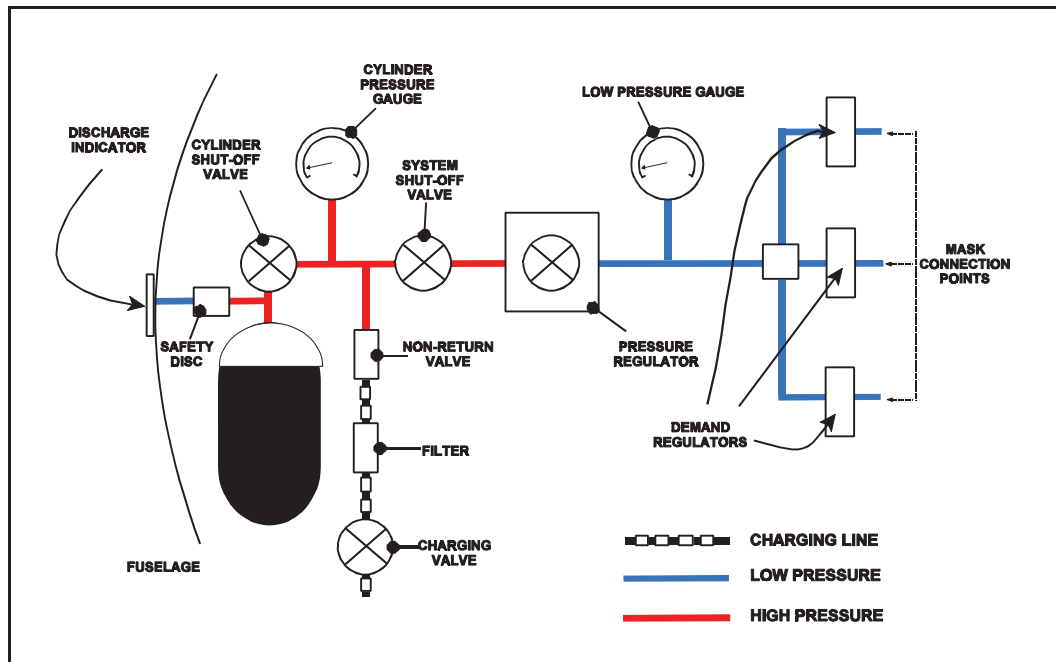 CYLINDER
PRESSURE
GAUGE
LOW PRESSURE GAUGE
DISCHARGE
INDICATOR
CYLINDER
SHUT-OFF
VALVE
SYSTEM
SHUT-OFF
VALVE
MASK
CONNECTION
POINTS
SAFETY
DISC
NON-RETURN
VALVE
PRESSURE
REGULATOR
DEMAND
REGULATORS
FILTER
CHARGING
VALVE
FUSELAGE
CHARGING LINE
LOW PRESSURE
HIGH PRESSURE